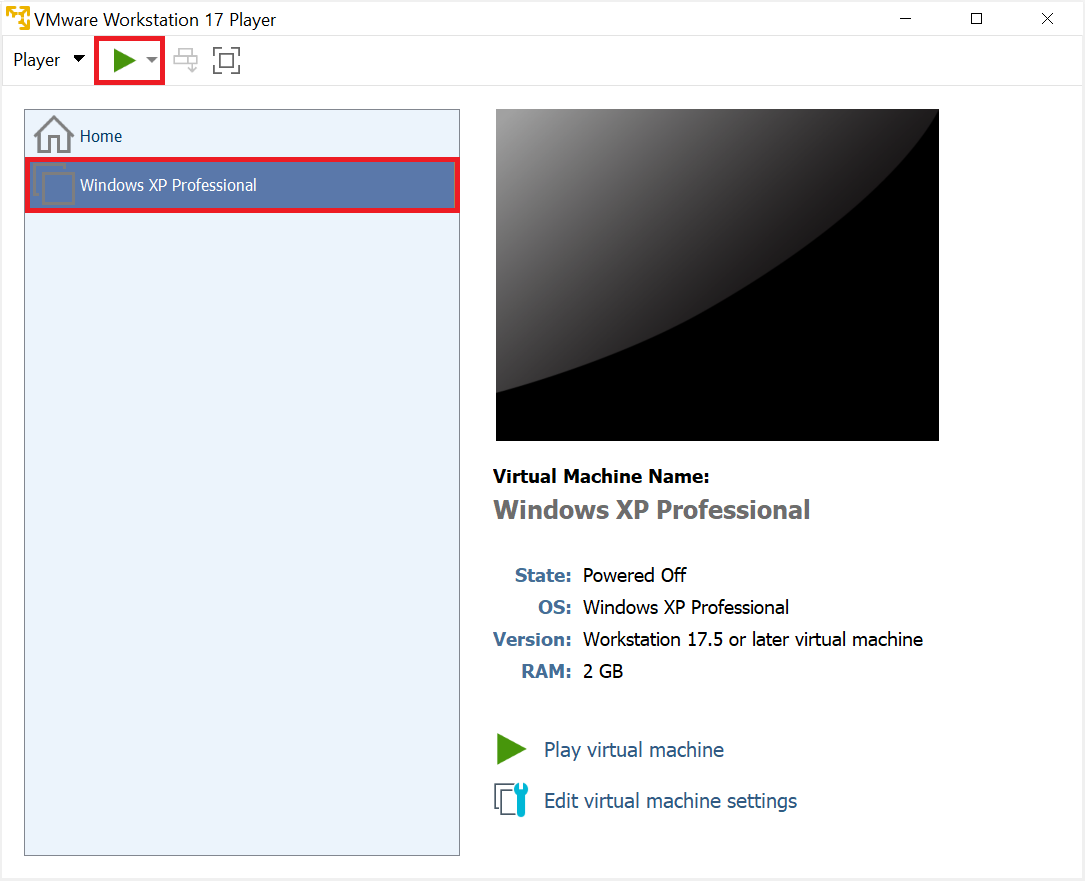 VMware Workstation 17 Player
Player
Home
Windows XP Professional
Virtual Machine Name:
Windows XP Professional
State: Powered Off
OS: Windows XP Professional
Version: Workstation 17.5 or later virtual machine
RAM: 2 GB
Play virtual machine
Edit virtual machine settings